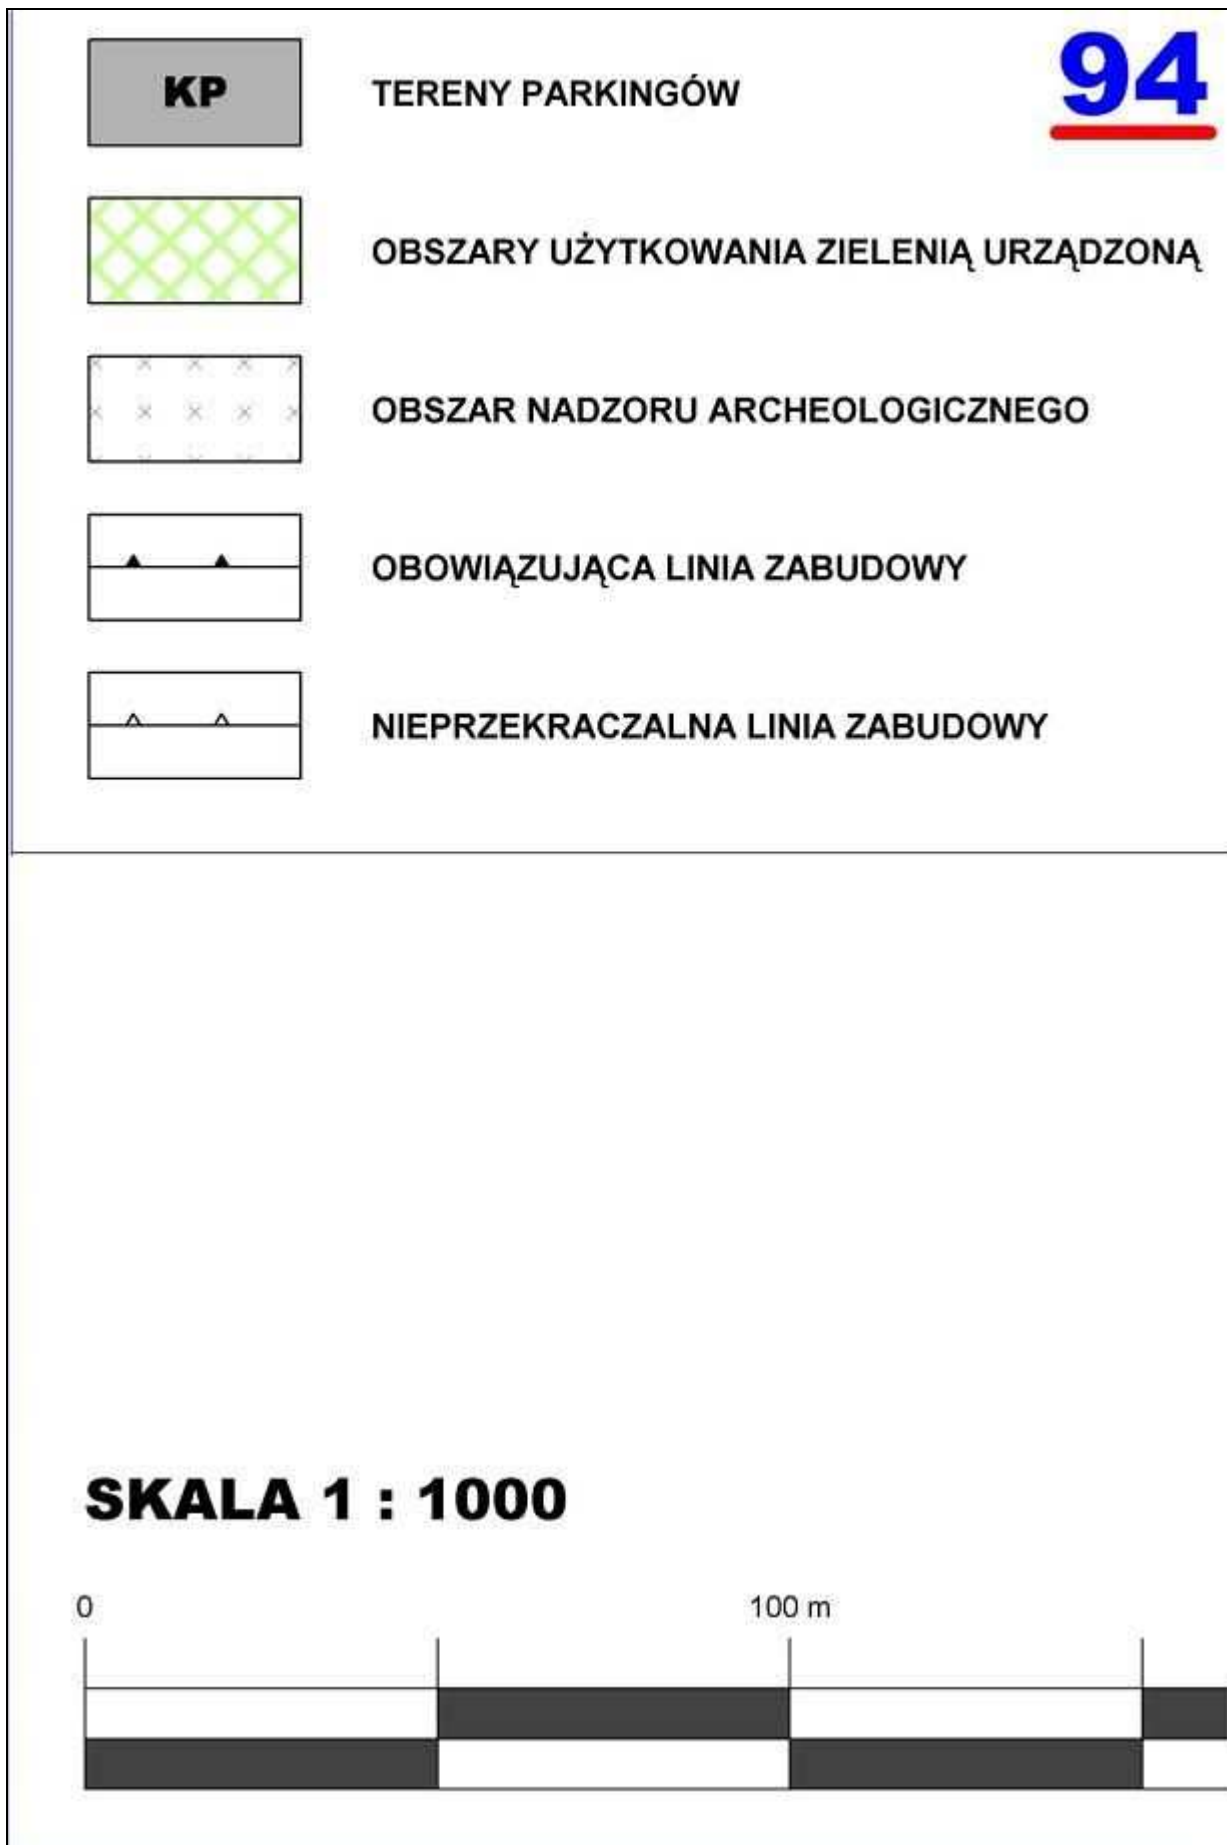 KP TERENY PARKINGÓW 94
OBSZARY UŻYTKOWANIA ZIELENIĄ URZĄDZONĄ
OBSZAR NADZORU ARCHEOLOGICZNEGO
OBOWIĄZUJĄCA LINIA ZABUDOWY
NIEPRZEKRACZALNA LINIA ZABUDOWY
SKALA 1 : 1000
0 100 m